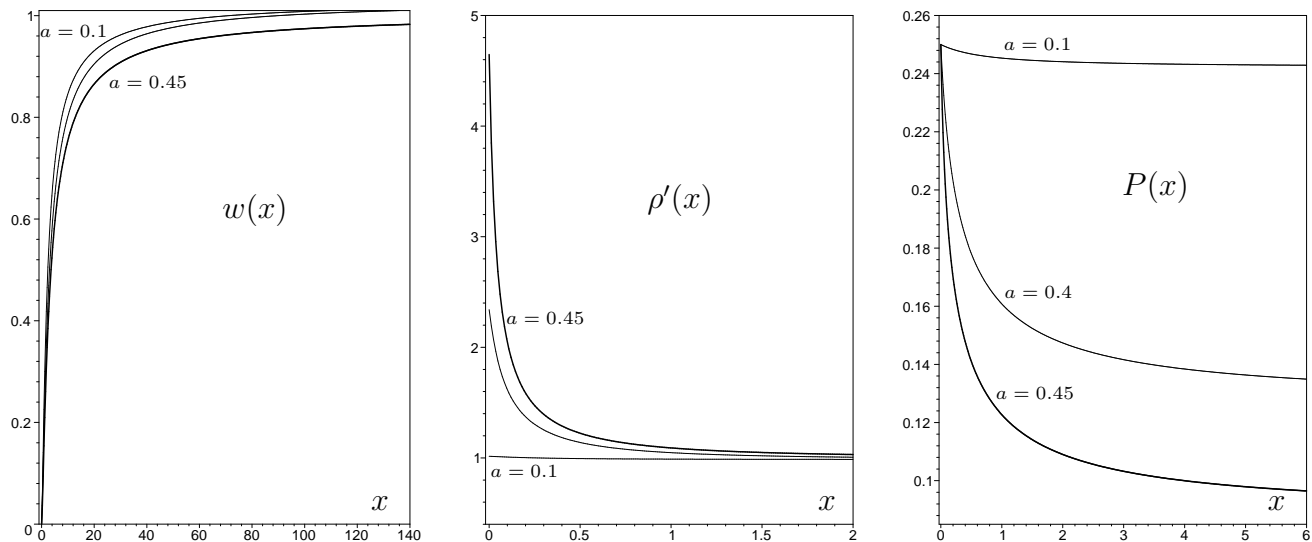 1
0.8
0.6
0.4
0.2
0
0 20 40 60 80 100 120 140
a = 0.1
a = 0.45
w(x)
x
5
4
3
2
1
0 0.5 1 1.5 2
a = 0.45
a = 0.1
ρ′(x)
x
0.26
0.24
0.22
0.2
0.18
0.16
0.14
0.12
0.1
0 1 2 3 4 5 6
a = 0.1
P(x)
a = 0.4
a = 0.45
x